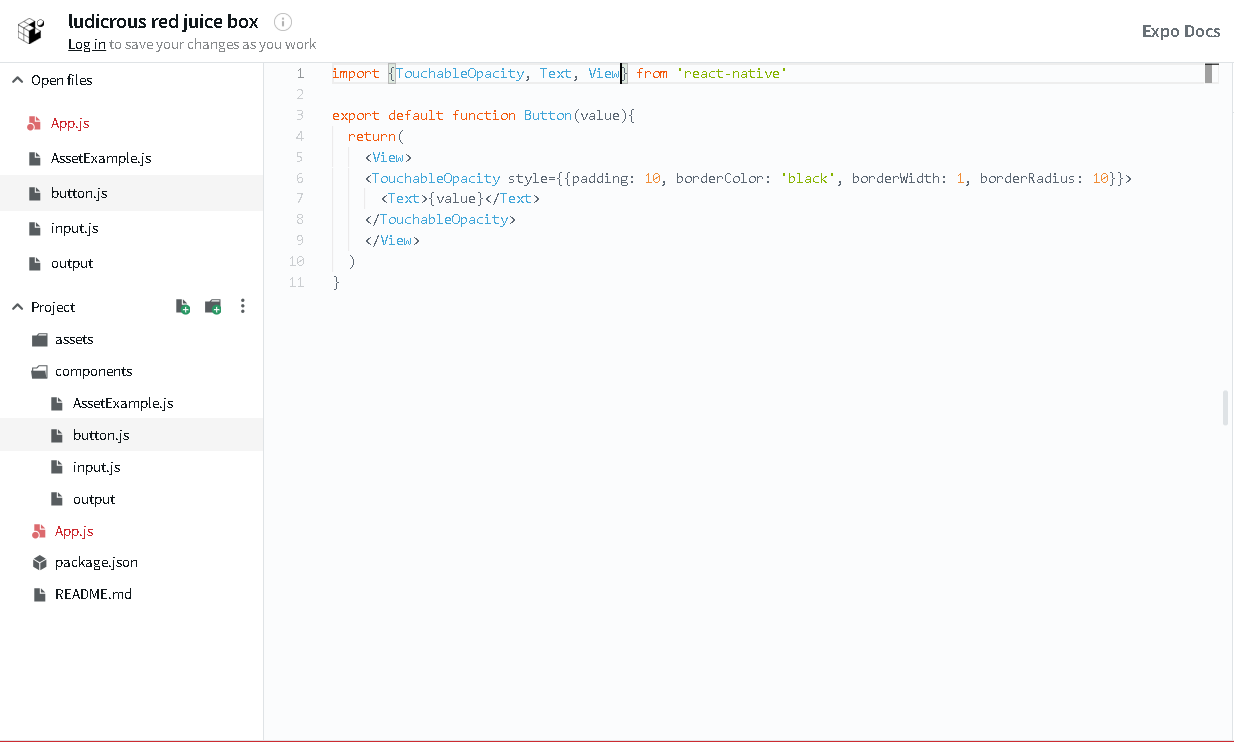 ludicrous red juice box
Log in to save your changes as you work
Expo Docs
Open files
App.js
AssetExample.js
button.js
input.js
output
Project
assets
components
AssetExample.js
button.js
input.js
output
App.js
package.json
README.md
1 import {TouchableOpacity, Text, View} from 'react-native'
2
3 export default function Button(value){
4   return(
5     <View>
6     <TouchableOpacity style={{padding: 10, borderColor: 'black', borderWidth: 1, borderRadius: 10}}>
7       <Text>{value}</Text>
8     </TouchableOpacity>
9     </View>
10   )
11 }